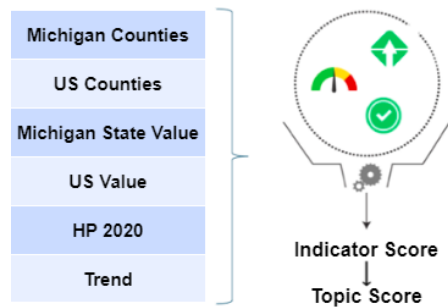 Michigan Counties
US Counties
Michigan State Value
US Value
HP 2020
Trend
Indicator Score
Topic Score